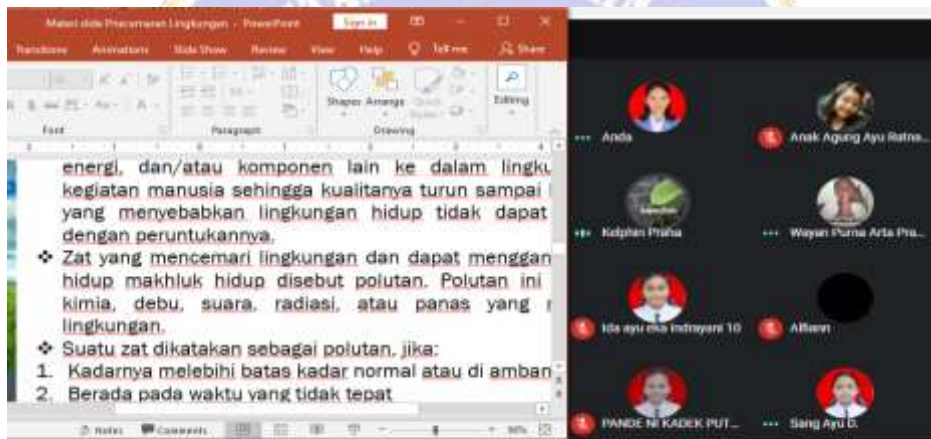 Materi slide Pencemaran Lingkungan - PowerPoint
Sign in
Transitions Animations Slide Show Review View Help Tell me Share
Shapes Arrange
Editing
Font Paragraph Drawing
energi, dan/atau komponen lain ke dalam lingku
kegiatan manusia sehingga kualitanya turun sampai
yang menyebabkan lingkungan hidup tidak dapat
dengan peruntukannya.
❖ Zat yang mencemari lingkungan dan dapat menggan
hidup makhluk hidup disebut polutan. Polutan ini
kimia, debu, suara, radiasi, atau panas yang
lingkungan.
❖ Suatu zat dikatakan sebagai polutan, jika:
1. Kadarnya melebihi batas kadar normal atau di amban
2. Berada pada waktu yang tidak tepat
Notes Comments 98%
Anda
Anak Agung Ayu Ratna...
Kelphin Praha
Wayan Purna Arta Pra...
Ida ayu eka indrayani 10
Alfiann
PANDE NI KADEK PUT...
Sang Ayu D.